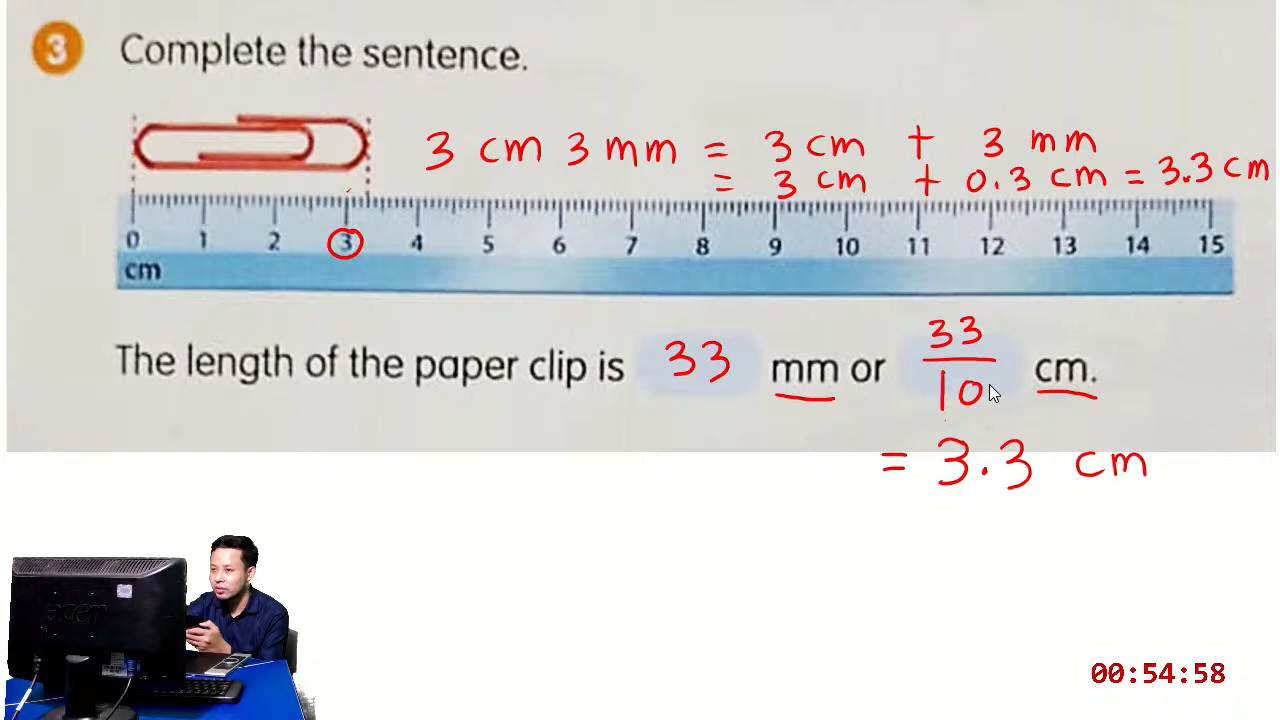 3 Complete the sentence.
3 cm 3 mm = 3 cm + 3 mm
= 3 cm + 0.3 cm = 3.3 cm
0 1 2 3 4 5 6 7 8 9 10 11 12 13 14 15
cm
The length of the paper clip is 33 mm or 33/10 cm.
= 3.3 cm
acer
00:54:58